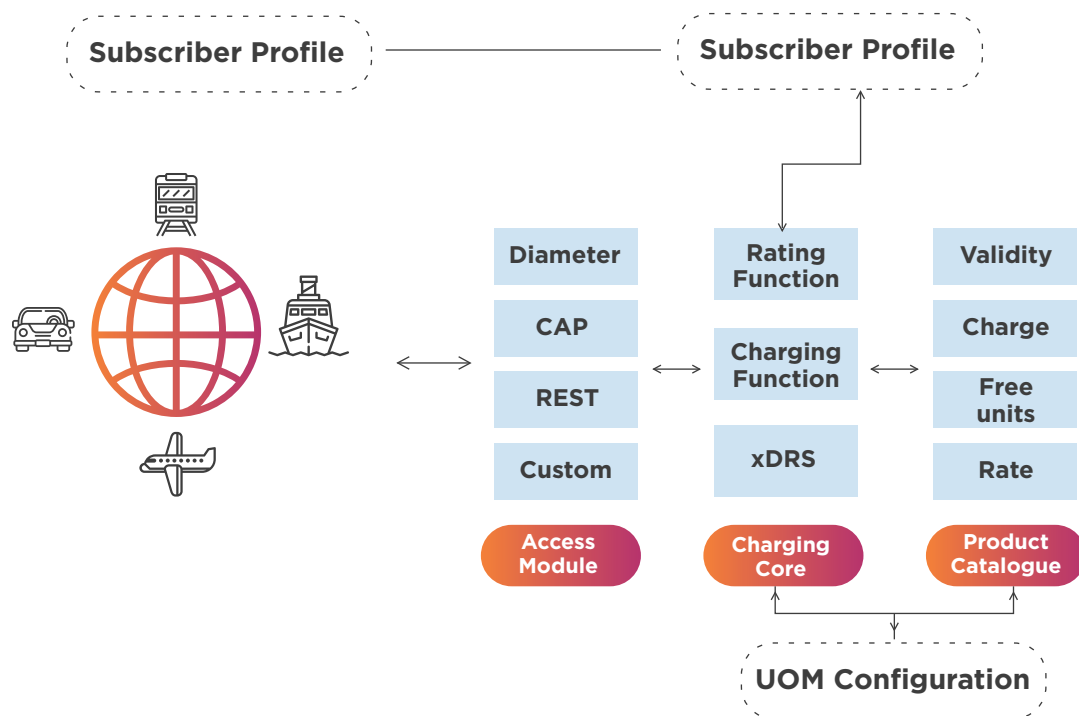 Subscriber Profile
Subscriber Profile
Diameter
CAP
REST
Custom
Access
Module
Rating
Function
Charging
Function
xDRS
Charging
Core
Validity
Charge
Free
units
Rate
Product
Catalogue
UOM Configuration